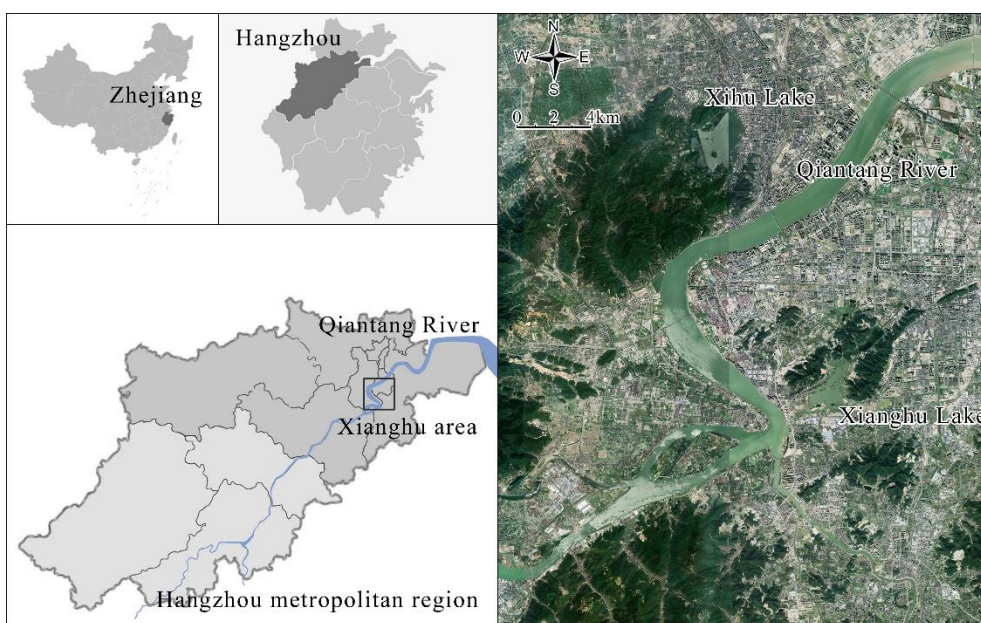 Zhejiang
Hangzhou
Qiantang River
Xianghu area
Hangzhou metropolitan region
N
W
E
S
0 2 4km
Xihu Lake
Qiantang River
Xianghu Lake